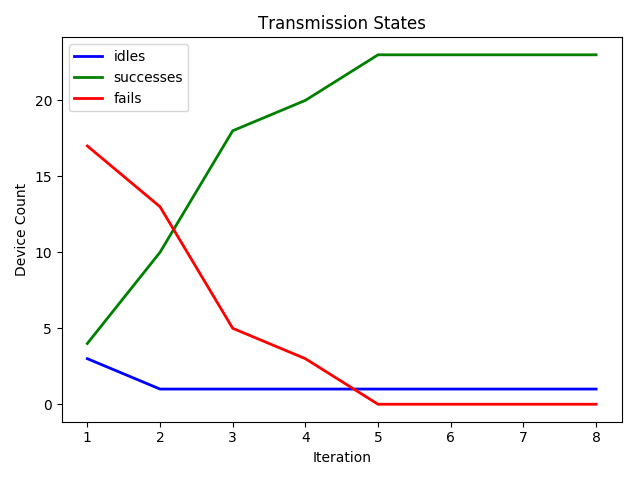 Transmission States
idles
successes
fails
Device Count
20
15
10
5
0
1 2 3 4 5 6 7 8
Iteration